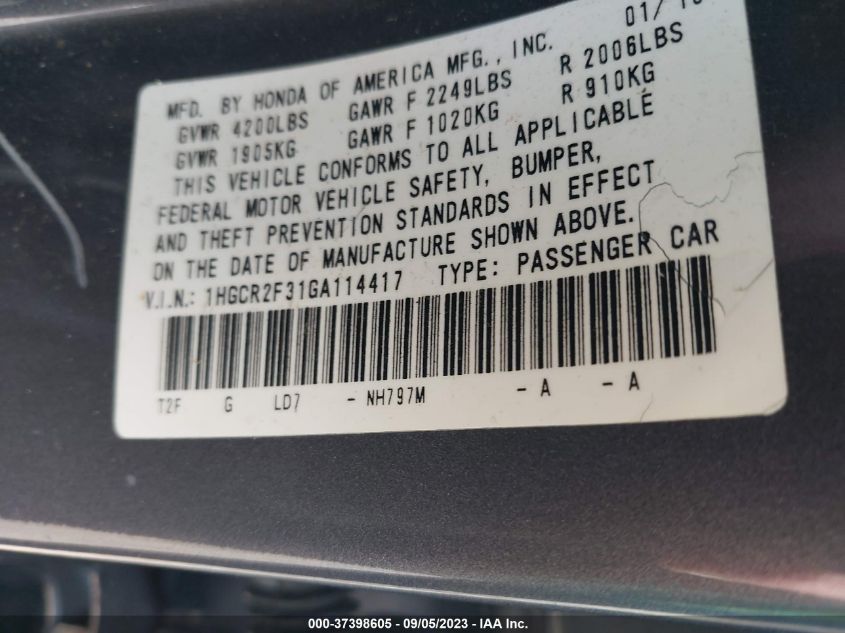 01/
MFD. BY HONDA OF AMERICA MFG., INC.
GVWR 4200LBS GAWR F 2249LBS R 2006LBS
GVWR 1905KG GAWR F 1020KG R 910KG
THIS VEHICLE CONFORMS TO ALL APPLICABLE
FEDERAL MOTOR VEHICLE SAFETY, BUMPER,
AND THEFT PREVENTION STANDARDS IN EFFECT
ON THE DATE OF MANUFACTURE SHOWN ABOVE.
V.I.N.: 1HGCR2F31GA114417 TYPE: PASSENGER CAR
T2F G LD7 - NH797M - A - A
000-37398605 - 09/05/2023 - IAA Inc.